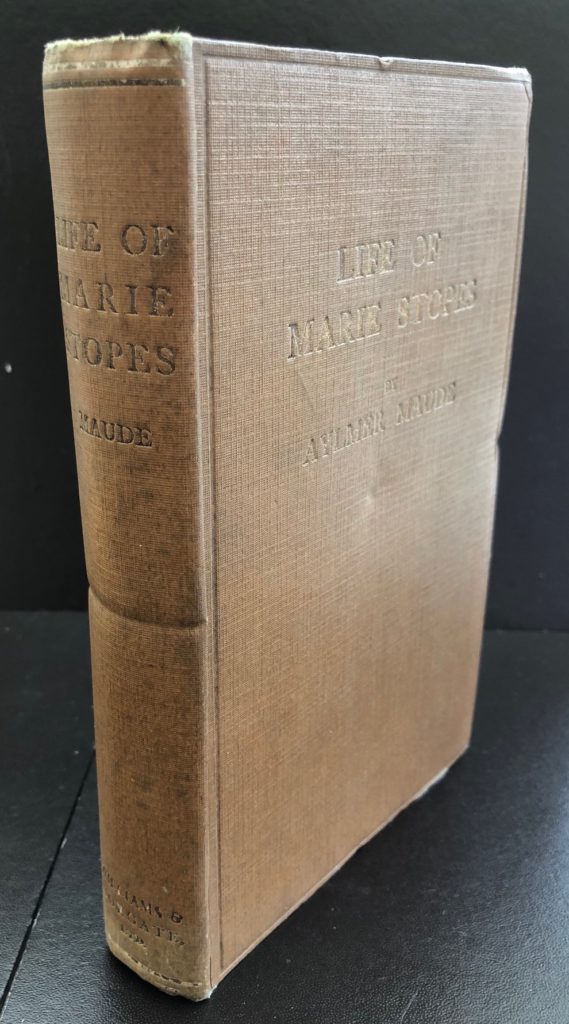 LIFE OF
MARIE
STOPES
MAUDE
WILLIAMS &
NORGATE,
LTD.
LIFE OF
MARIE STOPES
BY
AYLMER MAUDE